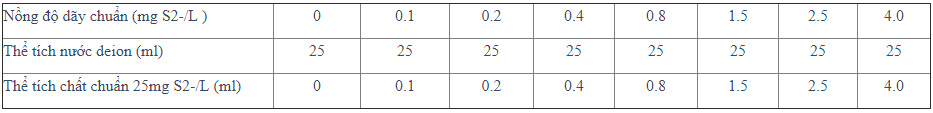 Nồng độ dãy chuẩn (mg S2-/L ) 0 0.1 0.2 0.4 0.8 1.5 2.5 4.0
Thể tích nước deion (ml) 25 25 25 25 25 25 25 25
Thể tích chất chuẩn 25mg S2-/L (ml) 0 0.1 0.2 0.4 0.8 1.5 2.5 4.0